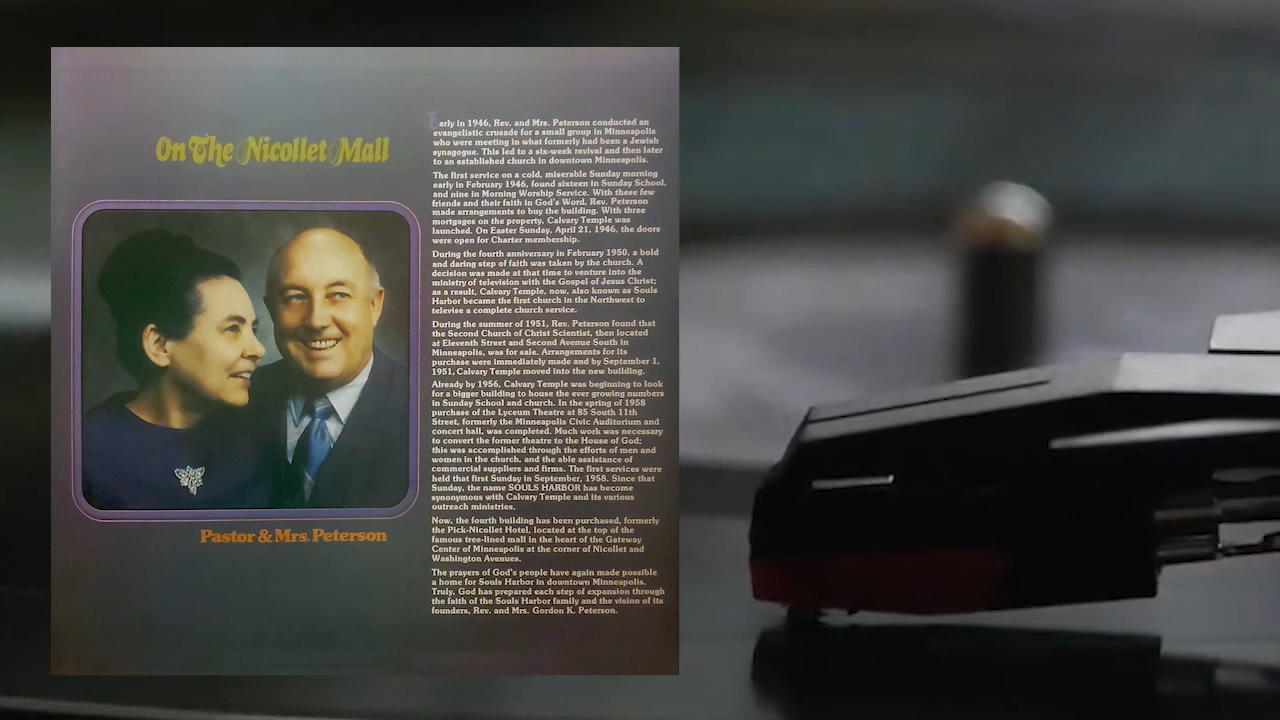 On The Nicollet Mall
Pastor & Mrs. Peterson
Early in 1946, Rev. and Mrs. Peterson conducted an
evangelistic crusade for a small group in Minneapolis
who were meeting in what formerly had been a Jewish
synagogue. This led to a six-week revival and then later
to an established church in downtown Minneapolis.
The first service on a cold, miserable Sunday morning
early in February 1946, found sixteen in Sunday School,
and nine in Morning Worship Service. With these few
friends and their faith in God's Word, Rev. Peterson
made arrangements to buy the building. With three
mortgages on the property, Calvary Temple was
launched. On Easter Sunday, April 21, 1946, the doors
were open for Charter membership.
During the fourth anniversary in February 1950, a bold
and daring step of faith was taken by the church. A
decision was made at that time to venture into the
ministry of television with the Gospel of Jesus Christ;
as a result, Calvary Temple, now, also known as Souls
Harbor became the first church in the Northwest to
televise a complete church service.
During the summer of 1951, Rev. Peterson found that
the Second Church of Christ Scientist, then located
at Eleventh Street and Second Avenue South in
Minneapolis, was for sale. Arrangements for its
purchase were immediately made and by September 1,
1951, Calvary Temple moved into the new building.
Already by 1956, Calvary Temple was beginning to look
for a bigger building to house the ever growing numbers
in Sunday School and church. In the spring of 1958
purchase of the Lyceum Theatre at 85 South 11th
Street, formerly the Minneapolis Civic Auditorium and
concert hall, was completed. Much work was necessary
to convert the former theatre to the House of God;
this was accomplished through the efforts of men and
women in the church, and the able assistance of
commercial suppliers and firms. The first services were
held that first Sunday in September, 1958. Since that
Sunday, the name SOULS HARBOR has become
synonymous with Calvary Temple and its various
outreach ministries.
Now, the fourth building has been purchased, formerly
the Pick-Nicollet Hotel, located at the top of the
famous tree-lined mall in the heart of the Gateway
Center of Minneapolis at the corner of Nicollet and
Washington Avenues.
The prayers of God's people have again made possible
a home for Souls Harbor in downtown Minneapolis.
Truly, God has prepared each step of expansion through
the faith of the Souls Harbor family and the vision of its
founders, Rev. and Mrs. Gordon K. Peterson.